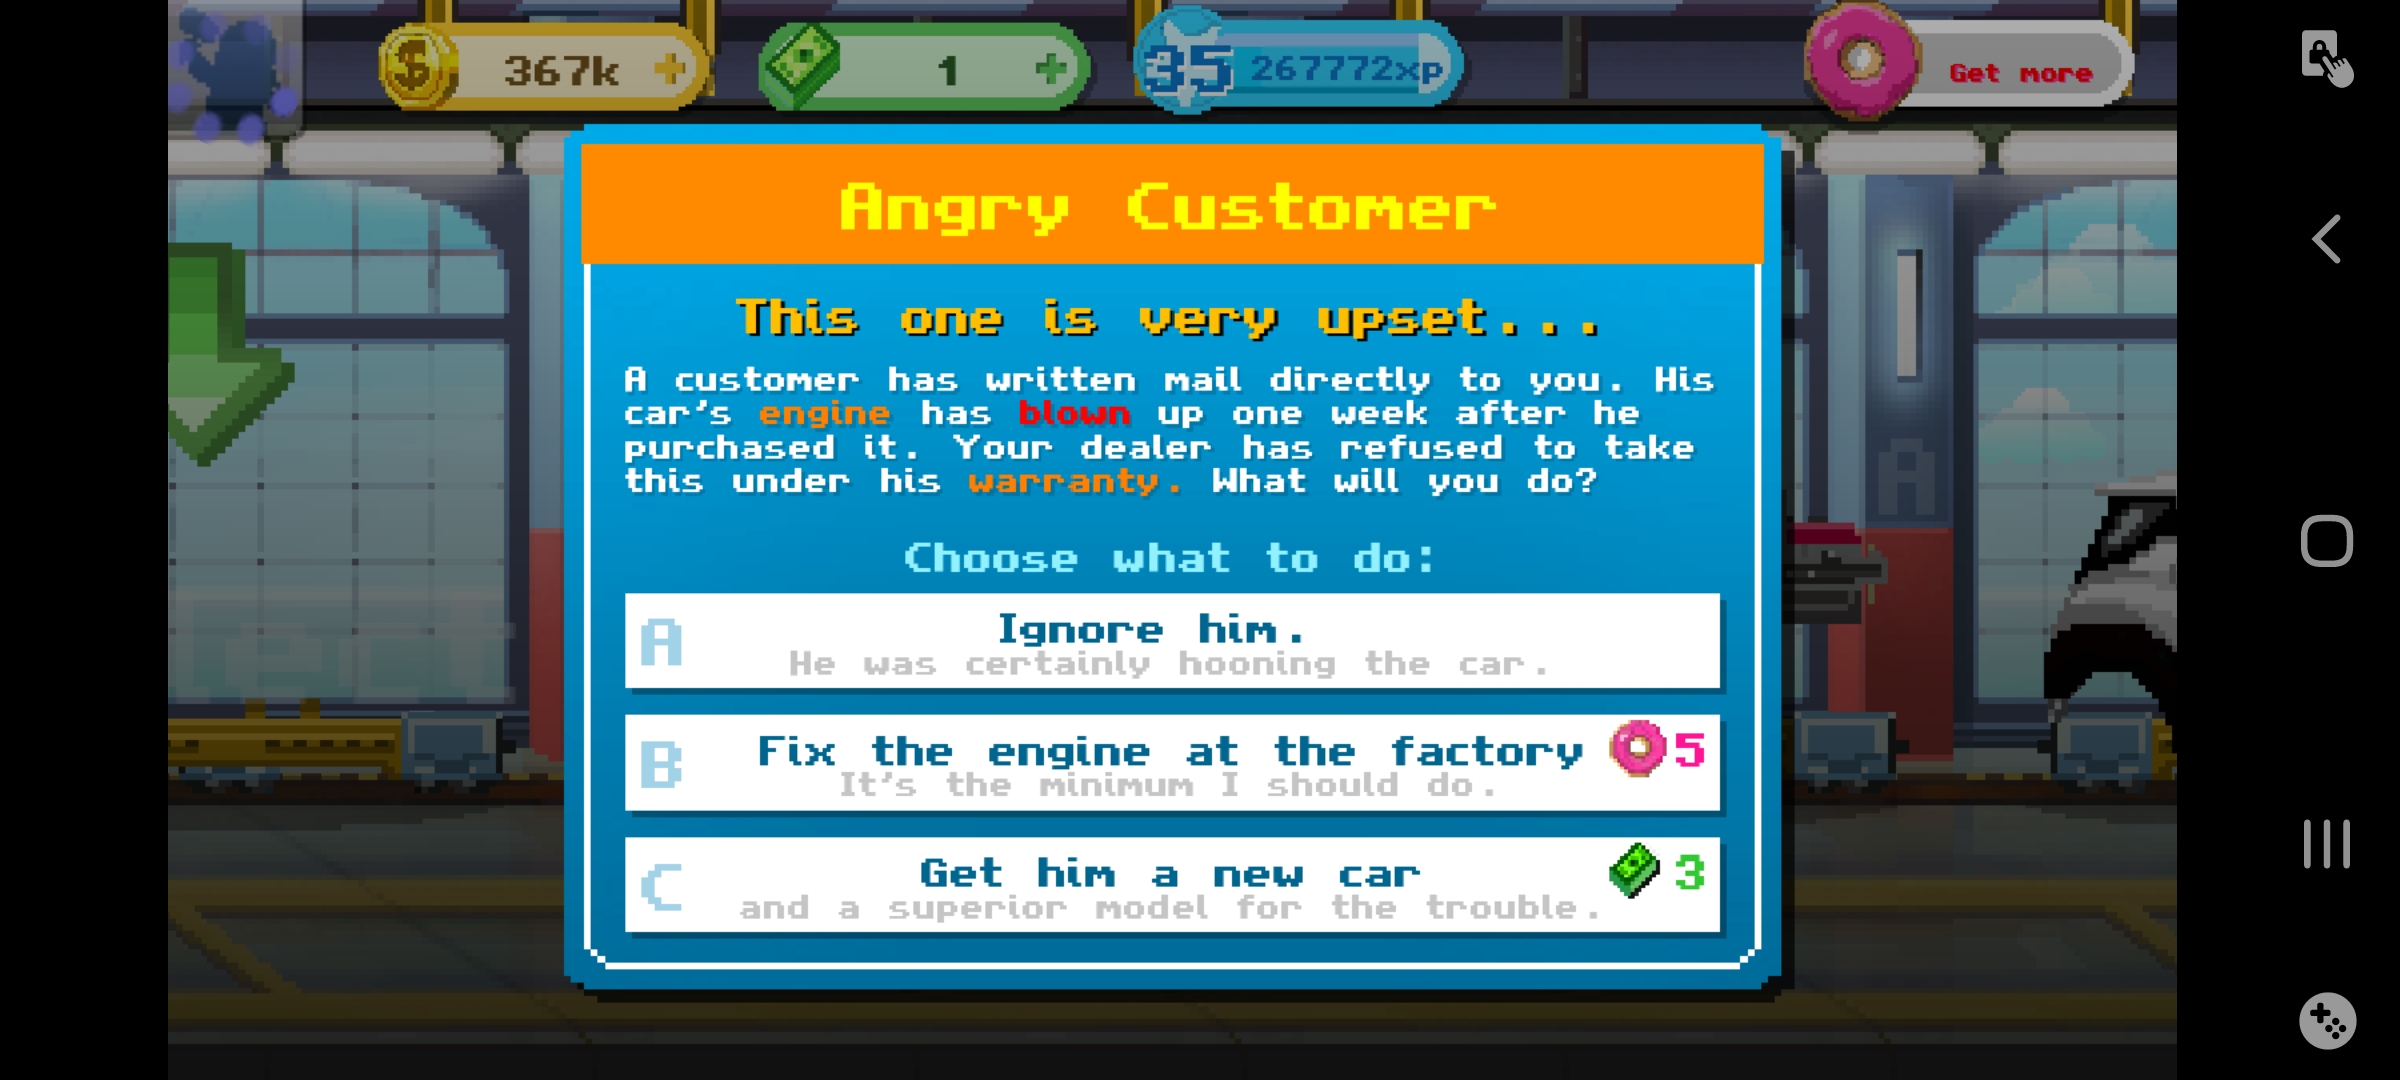 367k
1
35 267772xp
Get more
Angry Customer
This one is very upset...
A customer has written mail directly to you. His
car's engine has blown up one week after he
purchased it. Your dealer has refused to take
this under his warranty. What will you do?
Choose what to do:
A
Ignore him.
He was certainly hooning the car.
B
Fix the engine at the factory 5
It's the minimum I should do.
C
Get him a new car 3
and a superior model for the trouble.
A